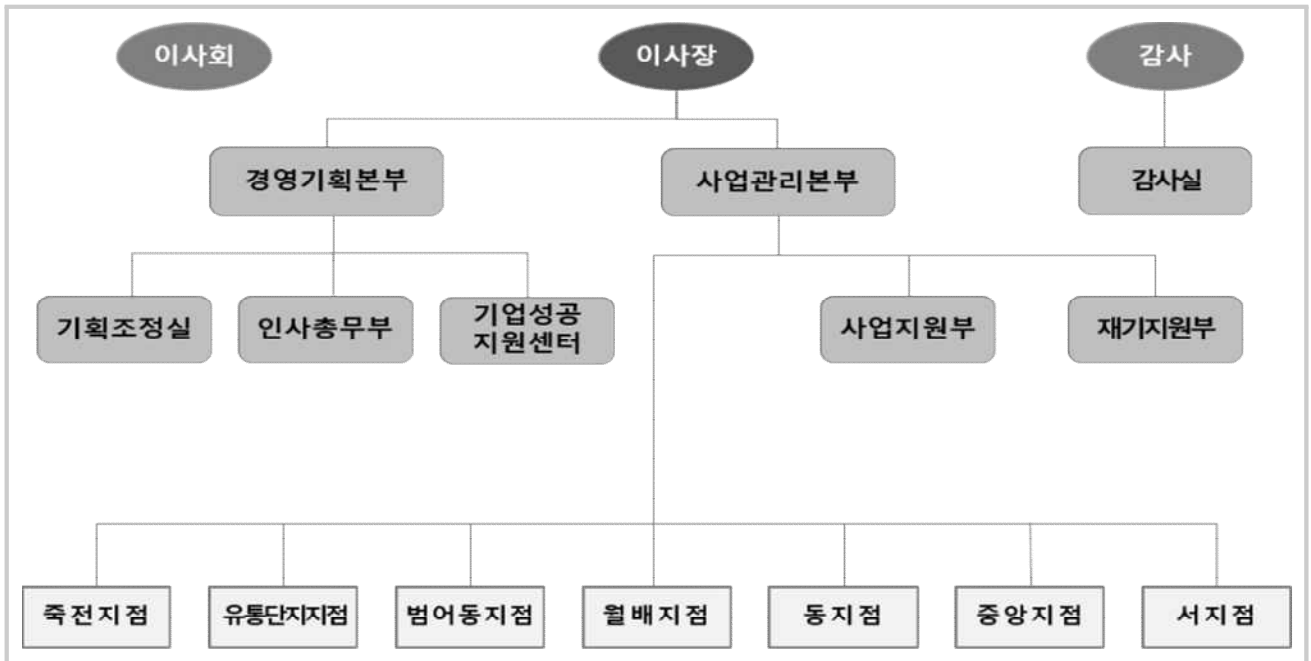 이사회
이사장
감사
경영기획본부
사업관리본부
감사실
기획조정실
인사총무부
기업성공
지원센터
사업지원부
재기지원부
죽전지점
유통단지지점
범어동지점
월배지점
동지점
중앙지점
서지점